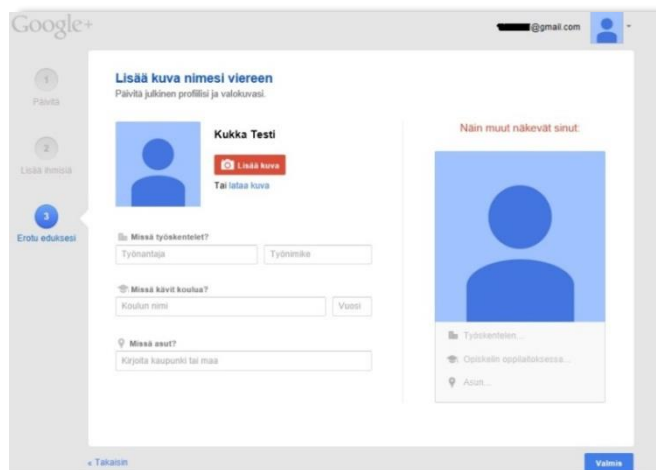 Google+
@gmail.com
1
Päivitä
2
Lisää ihmisiä
3
Erotu eduksesi
Lisää kuva nimesi viereen
Päivitä julkinen profiilisi ja valokuvasi.
Kukka Testi
Lisää kuva
Tai lataa kuva
Missä työskentelet?
Työnantaja
Työnimike
Missä kävit koulua?
Koulun nimi
Vuosi
Missä asut?
Kirjoita kaupunki tai maa
Näin muut näkevät sinut:
Työskentelen...
Opiskelin oppilaitoksessa...
Asun...
« Takaisin
Valmis